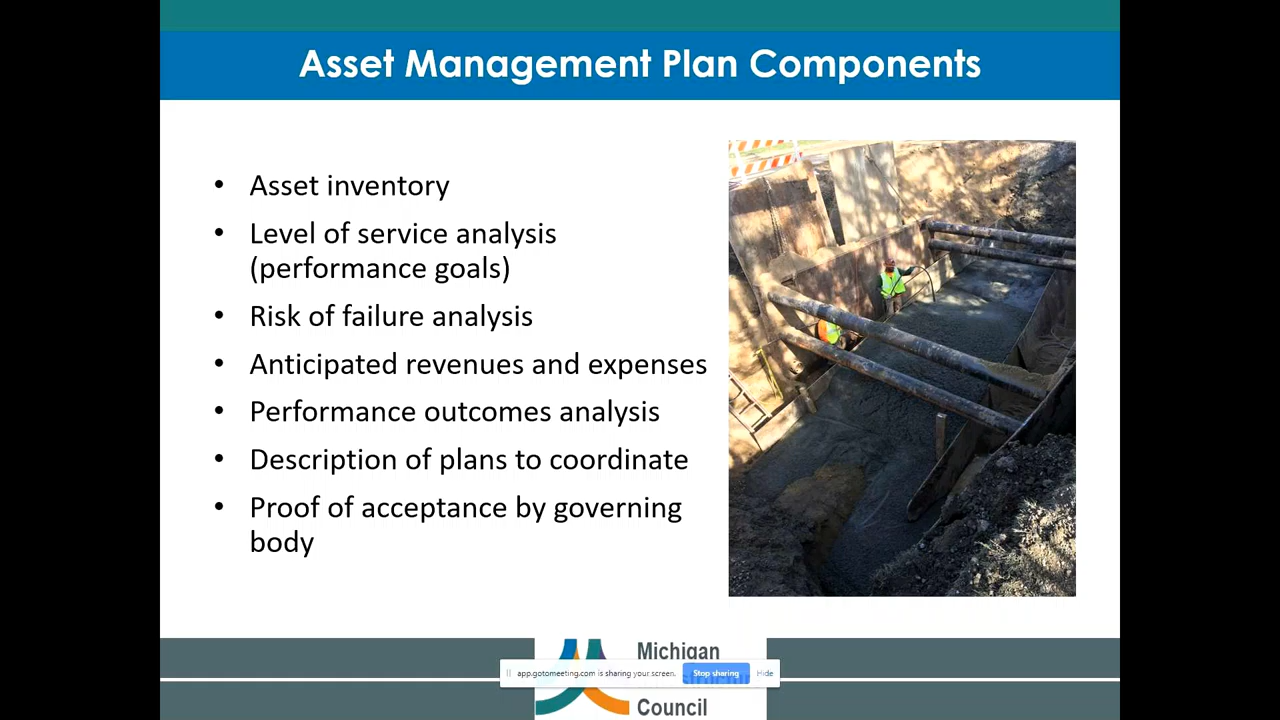 Asset Management Plan Components
• Asset inventory
• Level of service analysis
(performance goals)
• Risk of failure analysis
• Anticipated revenues and expenses
• Performance outcomes analysis
• Description of plans to coordinate
• Proof of acceptance by governing
body
Michigan
app.gotomeeting.com is sharing your screen. Stop sharing Hide
Council